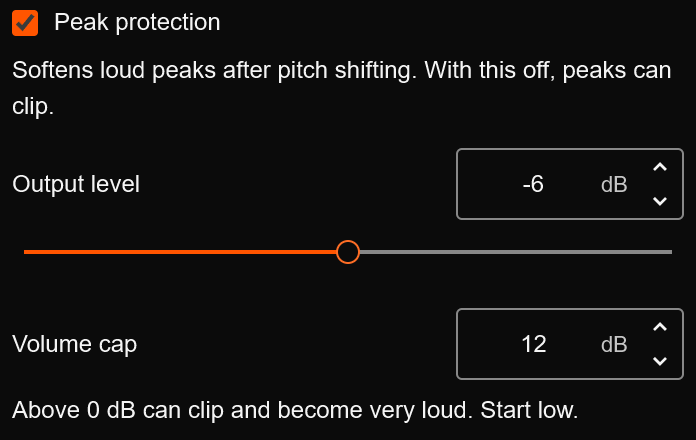 Peak protection
Softens loud peaks after pitch shifting. With this off, peaks can
clip.
Output level
-6 dB
Volume cap
12 dB
Above 0 dB can clip and become very loud. Start low.